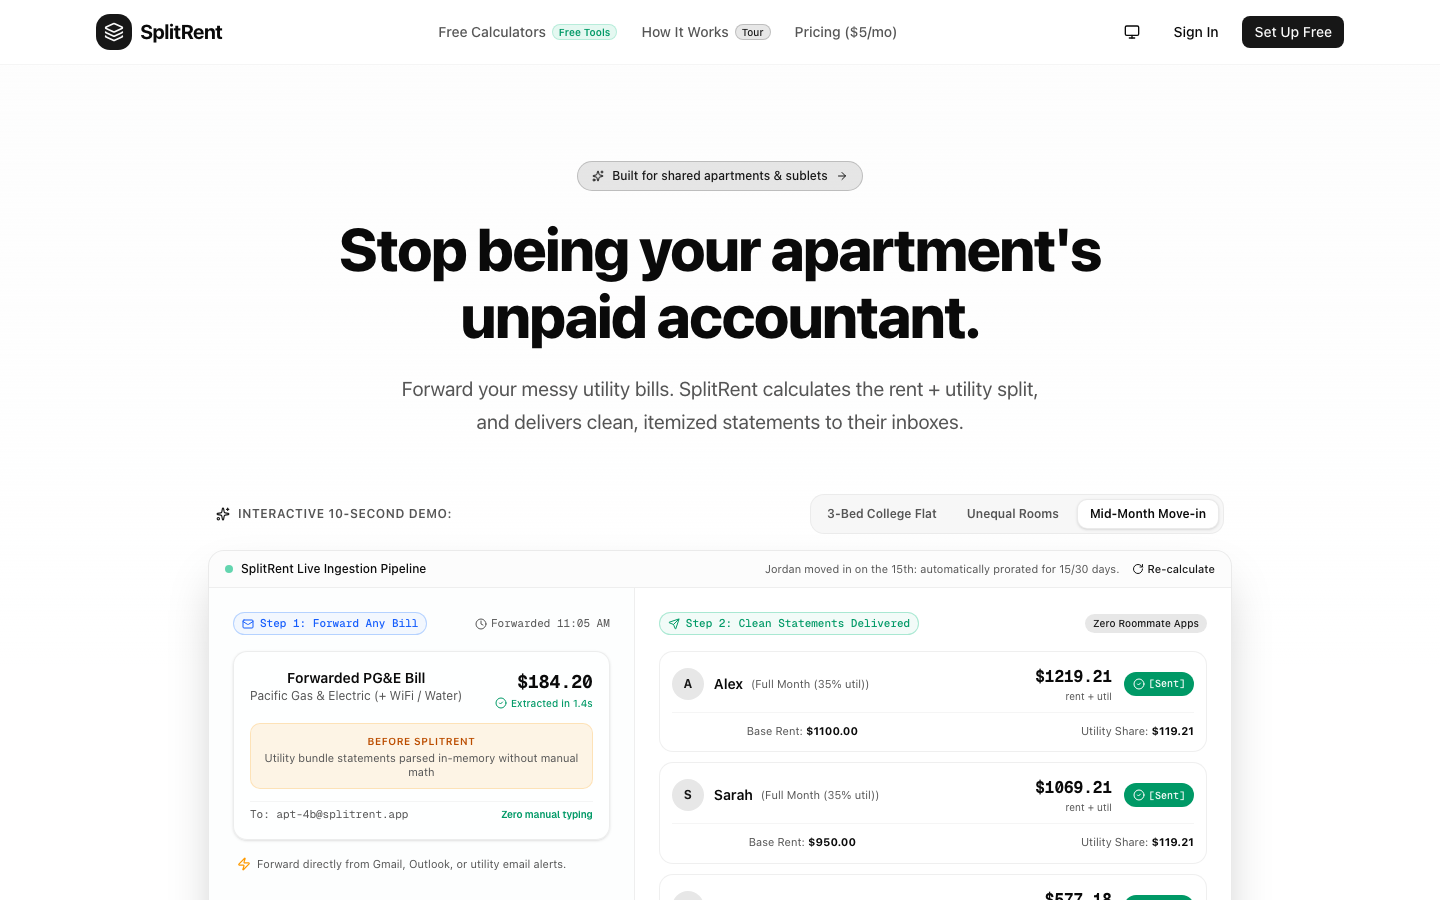 SplitRent
Free Calculators Free Tools
How It Works Tour
Pricing ($5/mo)
Sign In
Set Up Free
Built for shared apartments & sublets →
Stop being your apartment's
unpaid accountant.
Forward your messy utility bills. SplitRent calculates the rent + utility split,
and delivers clean, itemized statements to their inboxes.
INTERACTIVE 10-SECOND DEMO:
3-Bed College Flat
Unequal Rooms
Mid-Month Move-in
SplitRent Live Ingestion Pipeline
Jordan moved in on the 15th: automatically prorated for 15/30 days.
Re-calculate
Step 1: Forward Any Bill
Forwarded 11:05 AM
Forwarded PG&E Bill
Pacific Gas & Electric (+ WiFi / Water)
$184.20
Extracted in 1.4s
BEFORE SPLITRENT
Utility bundle statements parsed in-memory without manual
math
To: apt-4b@splitrent.app
Zero manual typing
Forward directly from Gmail, Outlook, or utility email alerts.
Step 2: Clean Statements Delivered
Zero Roommate Apps
A
Alex (Full Month (35% util))
$1219.21
rent + util
[Sent]
Base Rent: $1100.00
Utility Share: $119.21
S
Sarah (Full Month (35% util))
$1069.21
rent + util
[Sent]
Base Rent: $950.00
Utility Share: $119.21
$577.18